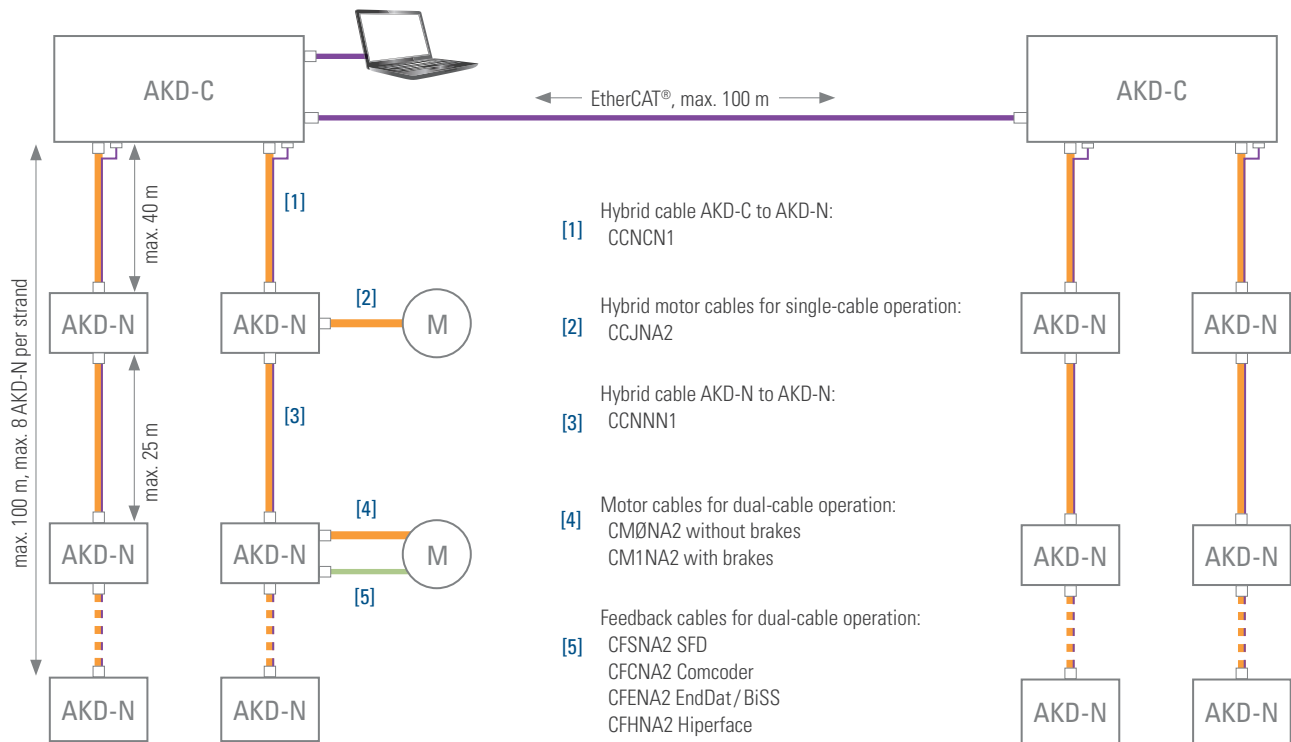 AKD-C
EtherCAT®, max. 100 m
AKD-C
max. 100 m, max. 8 AKD-N per strand
max. 40 m
[1]
AKD-N
AKD-N
[2]
M
max. 25 m
[3]
AKD-N
AKD-N
[4]
M
[5]
AKD-N
AKD-N
[1]
Hybrid cable AKD-C to AKD-N:
CCNCN1
[2]
Hybrid motor cables for single-cable operation:
CCJNA2
[3]
Hybrid cable AKD-N to AKD-N:
CCNNN1
[4]
Motor cables for dual-cable operation:
CMØNA2 without brakes
CM1NA2 with brakes
[5]
Feedback cables for dual-cable operation:
CFSNA2 SFD
CFCNA2 Comcoder
CFENA2 EndDat / BiSS
CFHNA2 Hiperface
AKD-N
AKD-N
AKD-N
AKD-N
AKD-N
AKD-N